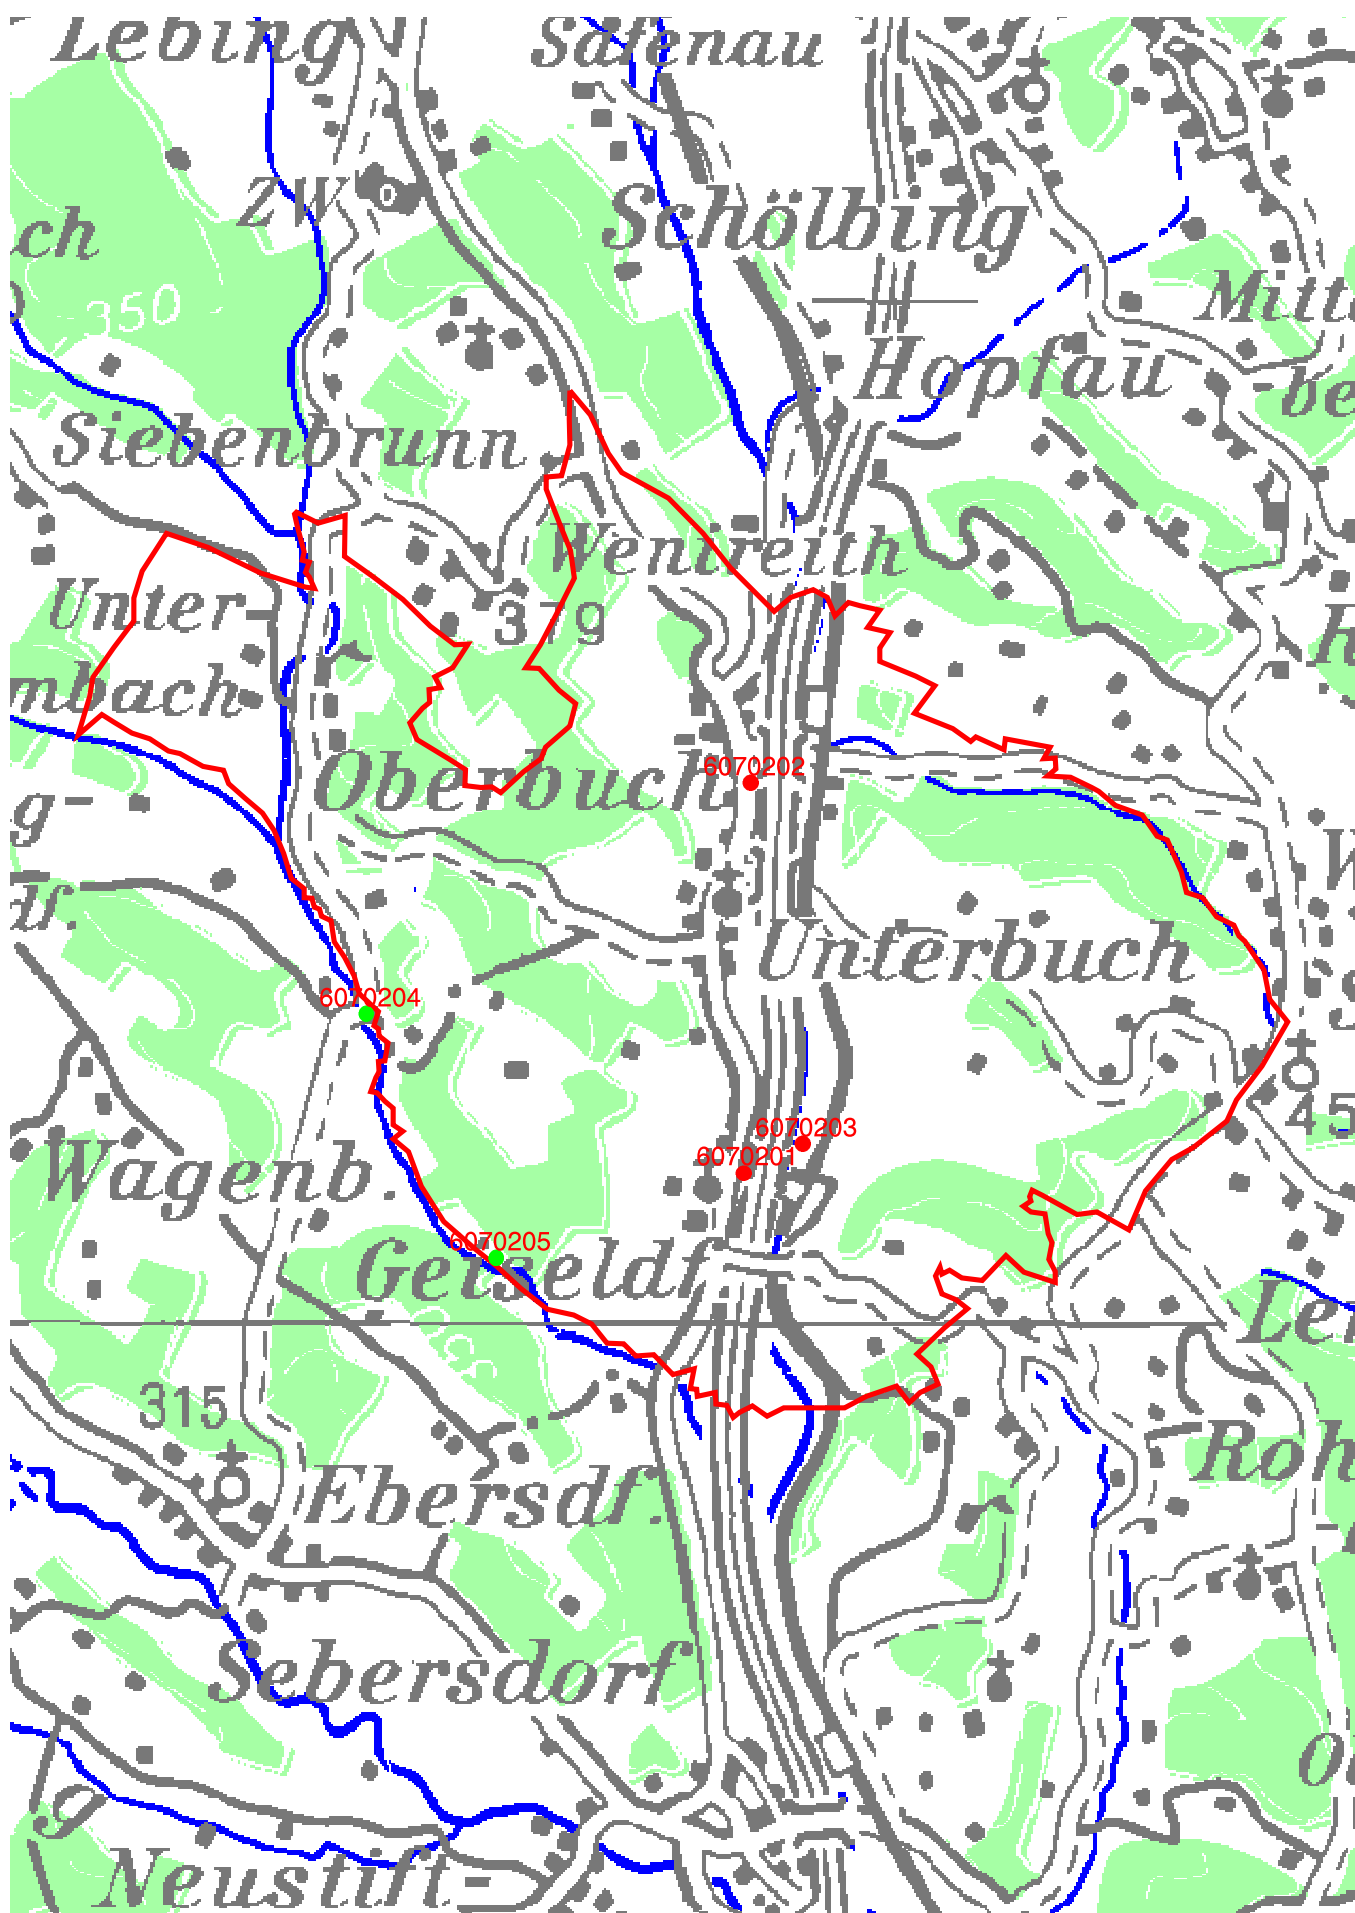 Lebing
Safenau
ZW
Schölbing
ch
350
Mitt
Hopfau
-be
Siebenbrunn
Wenireith
Unter-
379
H
mbach
Oberbuch
6070202
g-
W
df.
Unterbuch
g
6070204
45
6070203
6070201
Wagenb.
6070205
Geiseldf.
Le
315
Roh
Ebersdf.
Sebersdorf
O
g
Neustift-